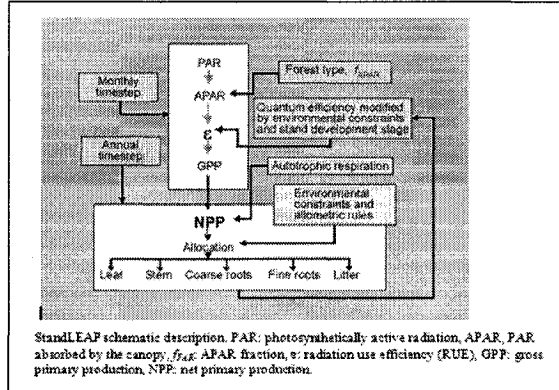 PAR
Monthly
timestep
Forest type, fAPAR
APAR
Quantum efficiency modified
by environmental constraints
and stand development stage
ε
Annual
timestep
GPP
Autotrophic respiration
Environmental
constraints and
allometric rules
NPP
Allocation
Leaf Stem Coarse roots Fine roots Litter
StandLEAP schematic description. PAR: photosynthetically active radiation, APAR, PAR
absorbed by the canopy, fPAR: APAR fraction, e: radiation use efficiency (RUE), GPP: gross
primary production, NPP: net primary production.